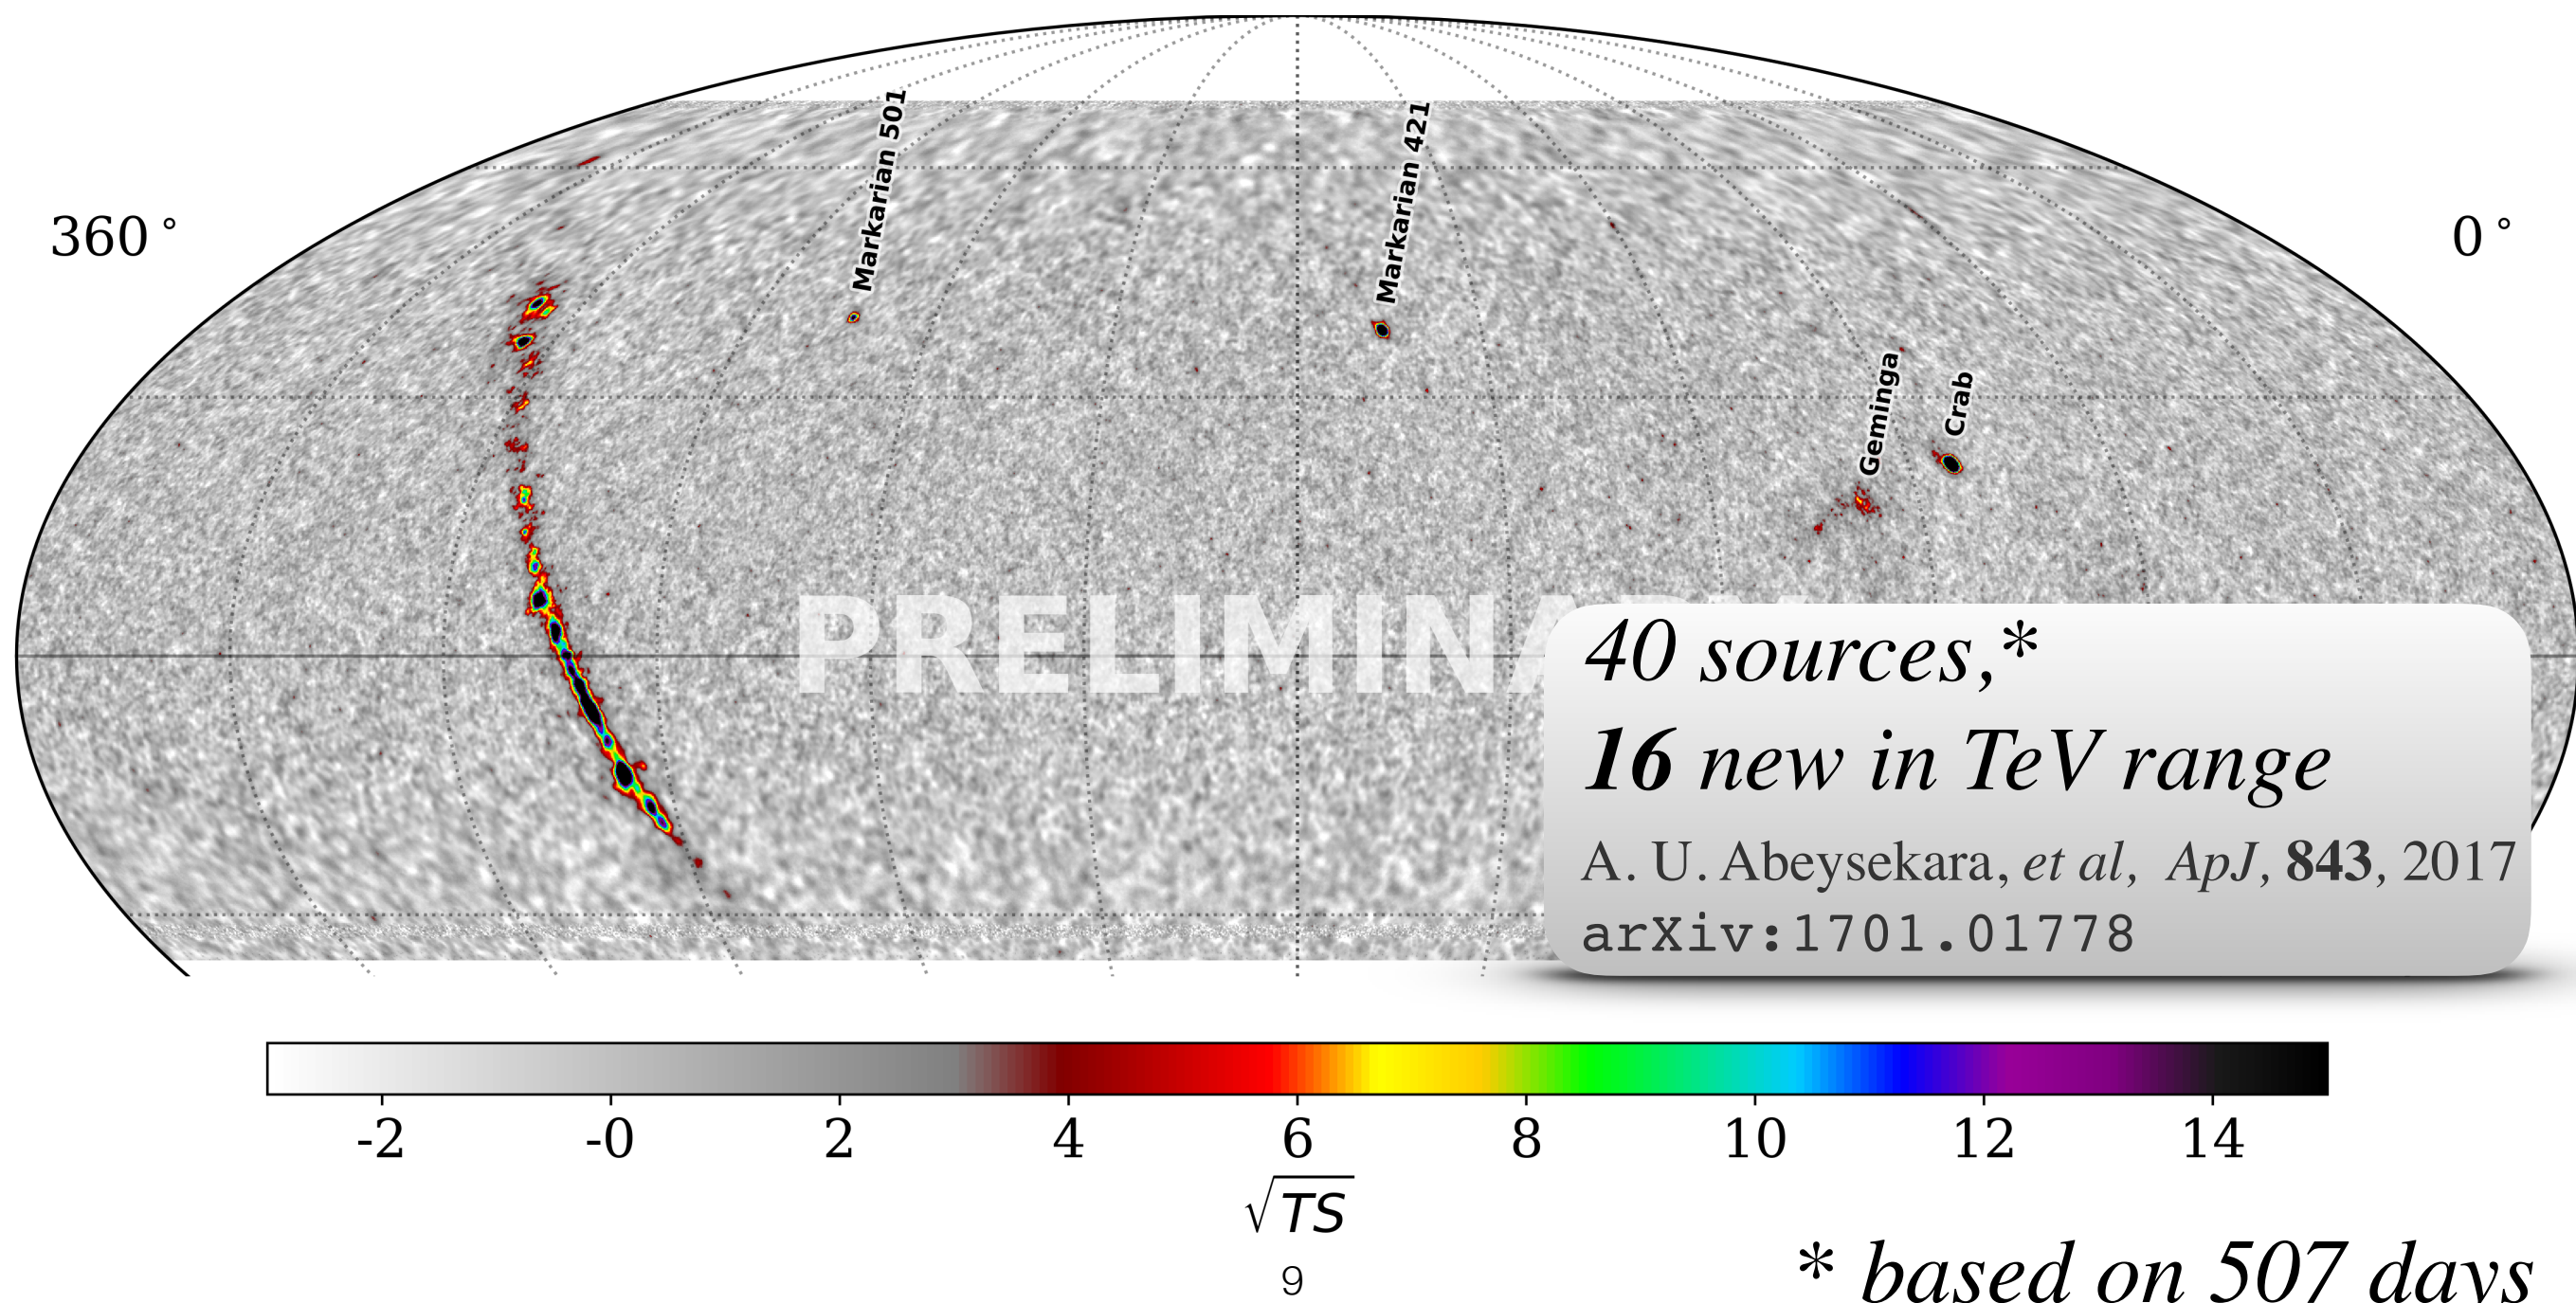 Markarian 501
Markarian 421
360 °
0 °
Geminga
Crab
40 sources,*
16 new in TeV range
A. U. Abeysekara, et al, ApJ, 843, 2017
arXiv:1701.01778
-2 -0 2 4 6 8 10 12 14
√TS
9
* based on 507 days